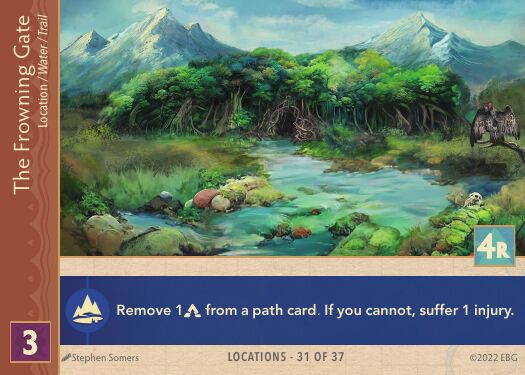 The Frowning Gate
Location / Water / Trail
4R
Remove 1 from a path card. If you cannot, suffer 1 injury.
3
Stephen Somers
LOCATIONS - 31 OF 37
©2022 EBG